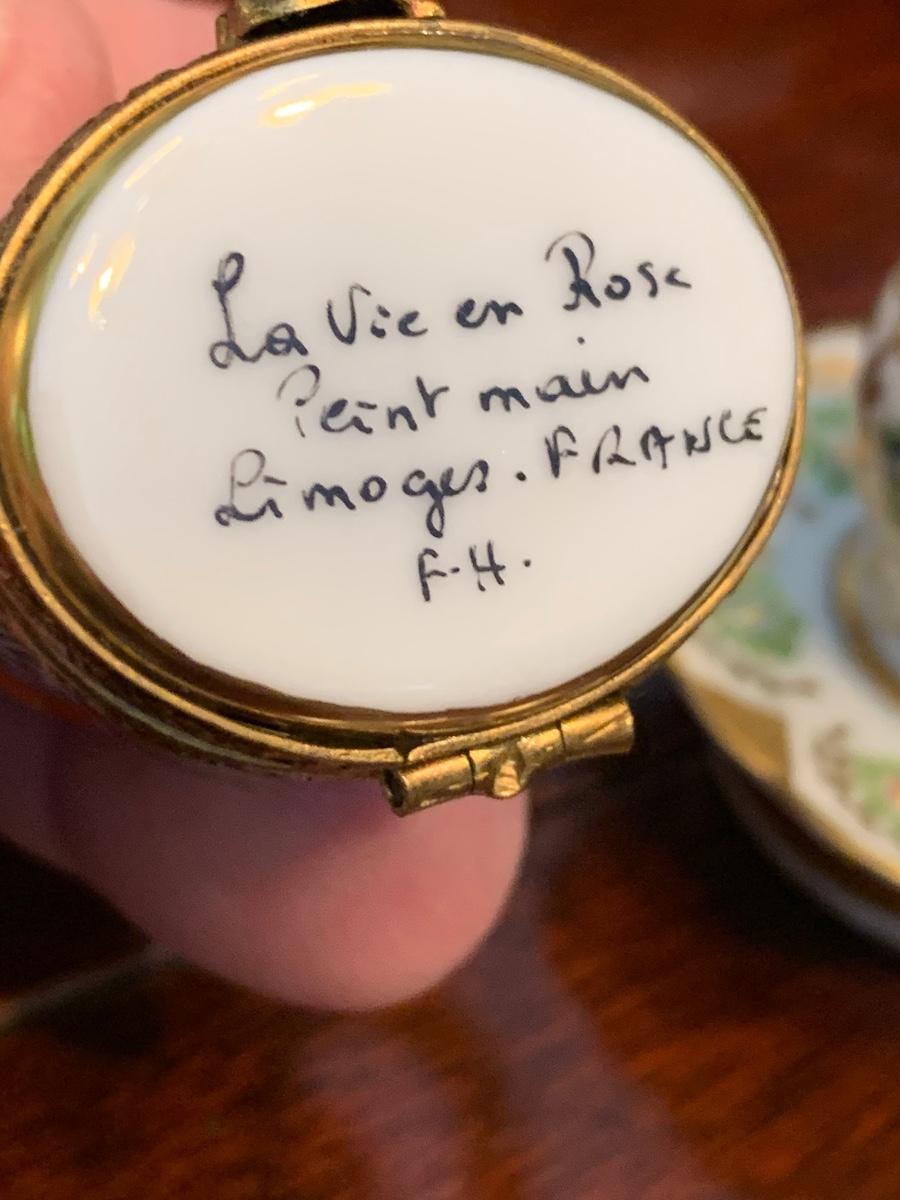 La Vie en Rose
Peint main
Limoges. FRANCE
F.H.